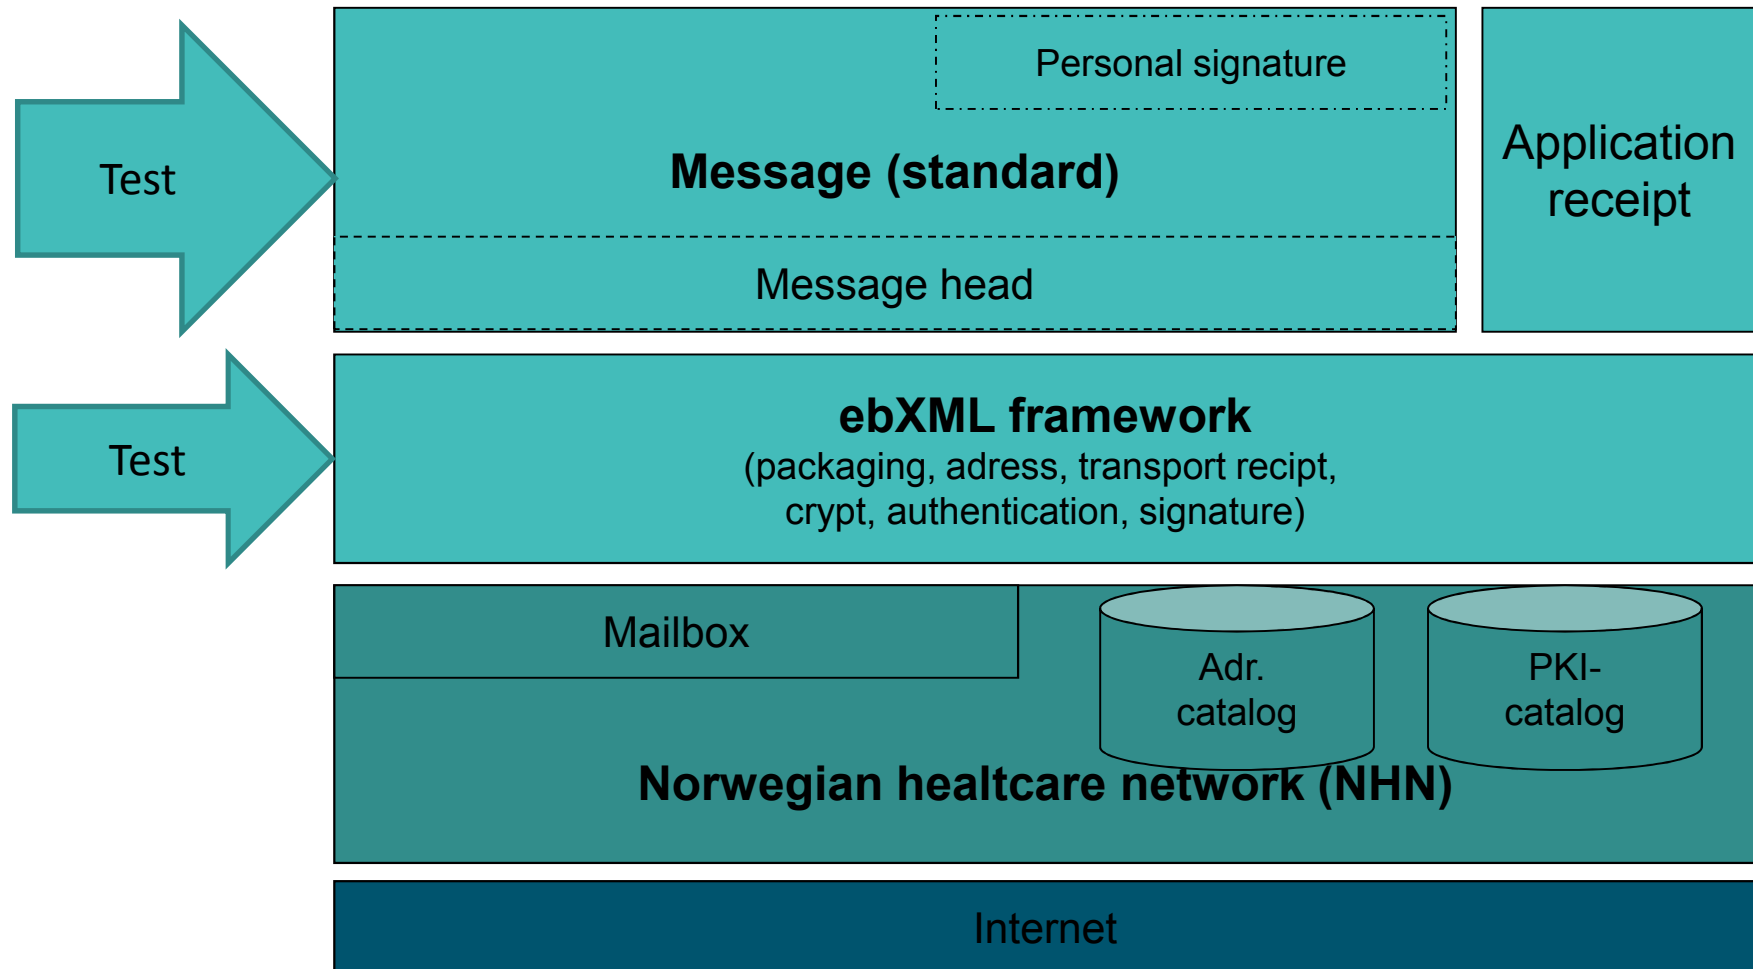 Personal signature
Test
Message (standard)
Application
receipt
Message head
ebXML framework
(packaging, adress, transport recipt,
crypt, authentication, signature)
Test
Mailbox
Adr.
catalog
PKI-
catalog
Norwegian healtcare network (NHN)
Internet